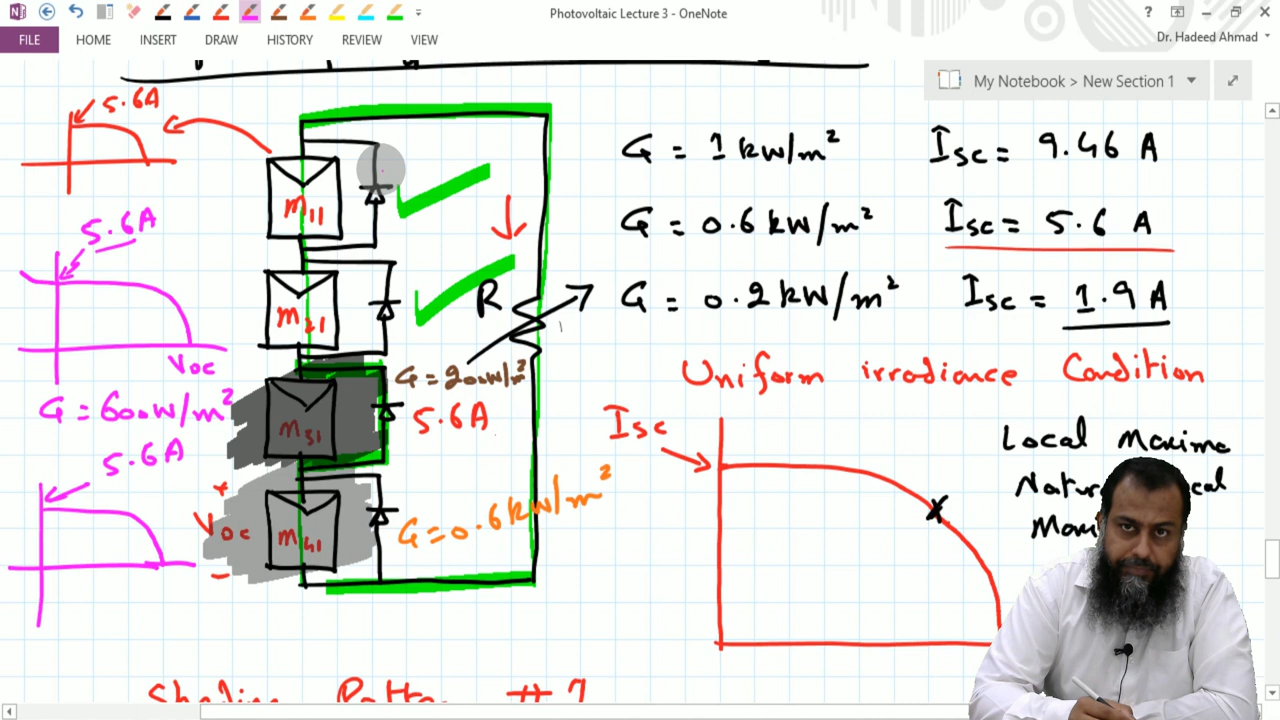 Photovoltaic Lecture 3 - OneNote
Dr. Hadeed Ahmad
FILE HOME INSERT DRAW HISTORY REVIEW VIEW
My Notebook > New Section 1
5.6A
G = 1 kW/m² Isc = 9.46 A
M11
5.6A
G = 0.6 kW/m² Isc = 5.6 A
M21
R
G = 0.2 kW/m² Isc = 1.9 A
Voc
G = 200W/m²
Uniform irradiance Condition
G = 600W/m²
M31
5.6A
Isc
Local Maxima
5.6A
+
Voc
-
M41
G = 0.6 kW/m²
Shading